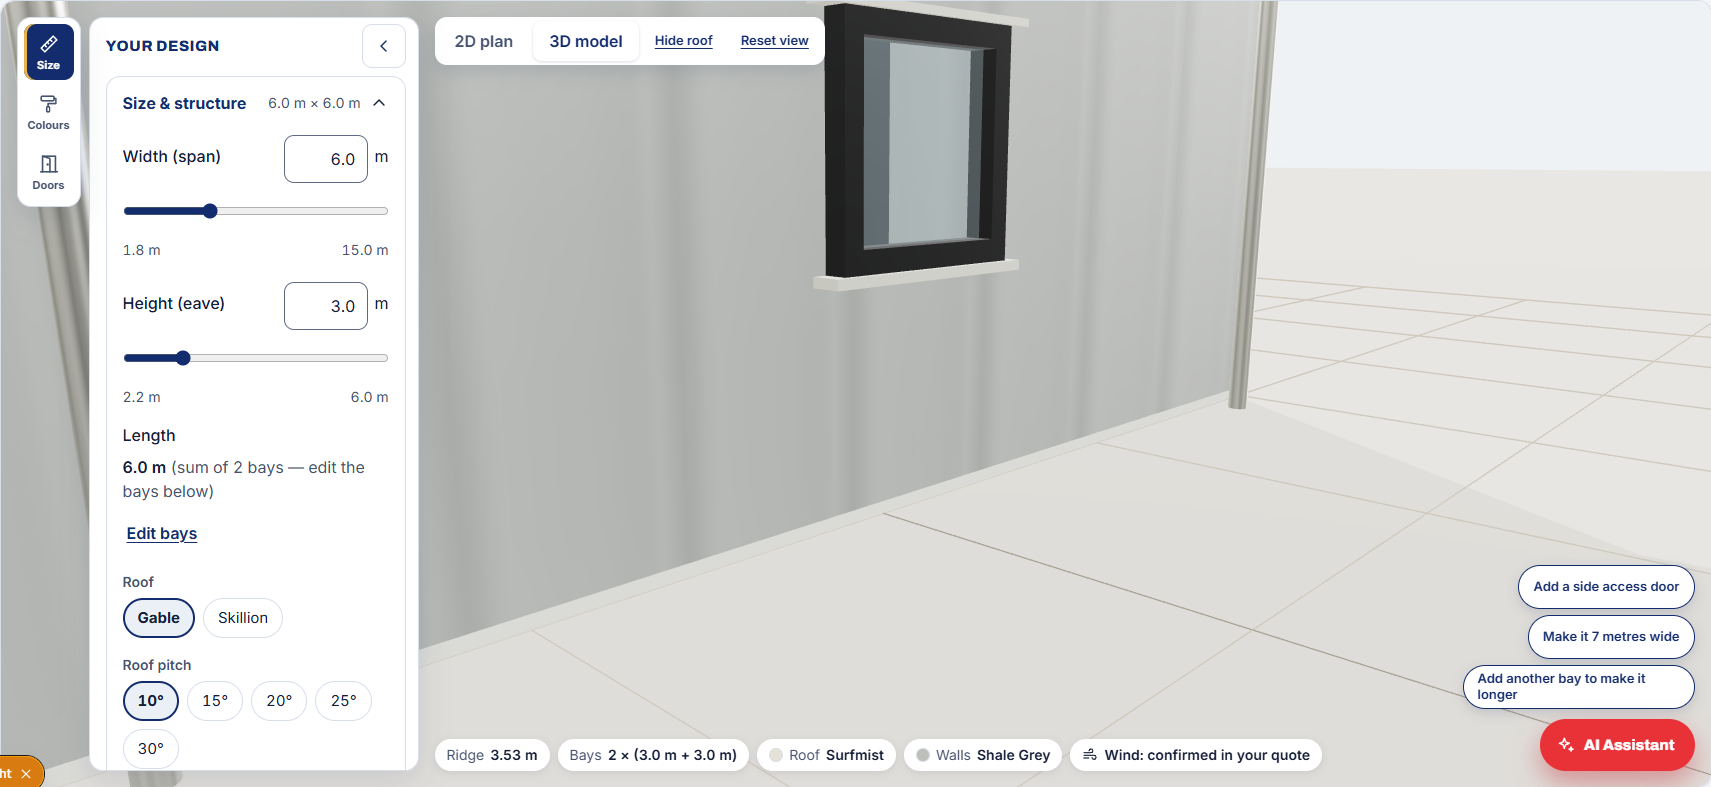 Size
Colours
Doors
YOUR DESIGN
Size & structure 6.0 m × 6.0 m
Width (span) 6.0 m
1.8 m 15.0 m
Height (eave) 3.0 m
2.2 m 6.0 m
Length
6.0 m (sum of 2 bays — edit the
bays below)
Edit bays
Roof
Gable Skillion
Roof pitch
10° 15° 20° 25°
30°
2D plan 3D model Hide roof Reset view
Add a side access door
Make it 7 metres wide
Add another bay to make it
longer
AI Assistant
Ridge 3.53 m Bays 2 × (3.0 m + 3.0 m) Roof Surfmist Walls Shale Grey Wind: confirmed in your quote
ht ×